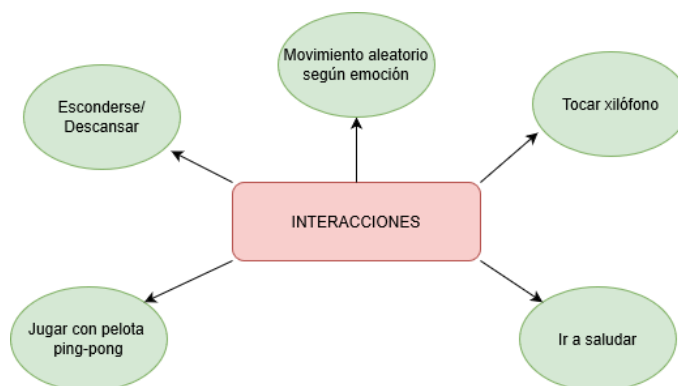 Movimiento aleatorio
según emoción
Esconderse/
Descansar
Tocar xilófono
INTERACCIONES
Jugar con pelota
ping-pong
Ir a saludar